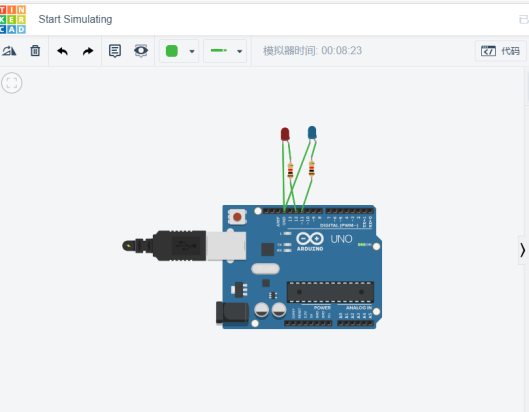 TIN
KER
CAD
Start Simulating
模拟器时间: 00:08:23
代码
DIGITAL (PWM~)
UNO
ARDUINO
POWER
ANALOG IN